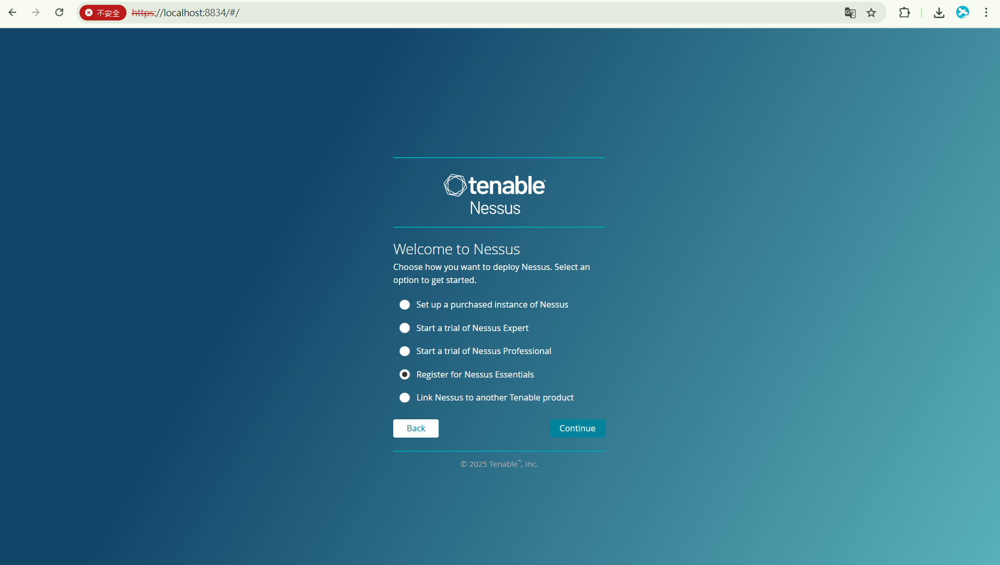 不安全 https://localhost:8834/#/
tenable®
Nessus
Welcome to Nessus
Choose how you want to deploy Nessus. Select an
option to get started.
Set up a purchased instance of Nessus
Start a trial of Nessus Expert
Start a trial of Nessus Professional
Register for Nessus Essentials
Link Nessus to another Tenable product
Back Continue
© 2025 Tenable™, Inc.